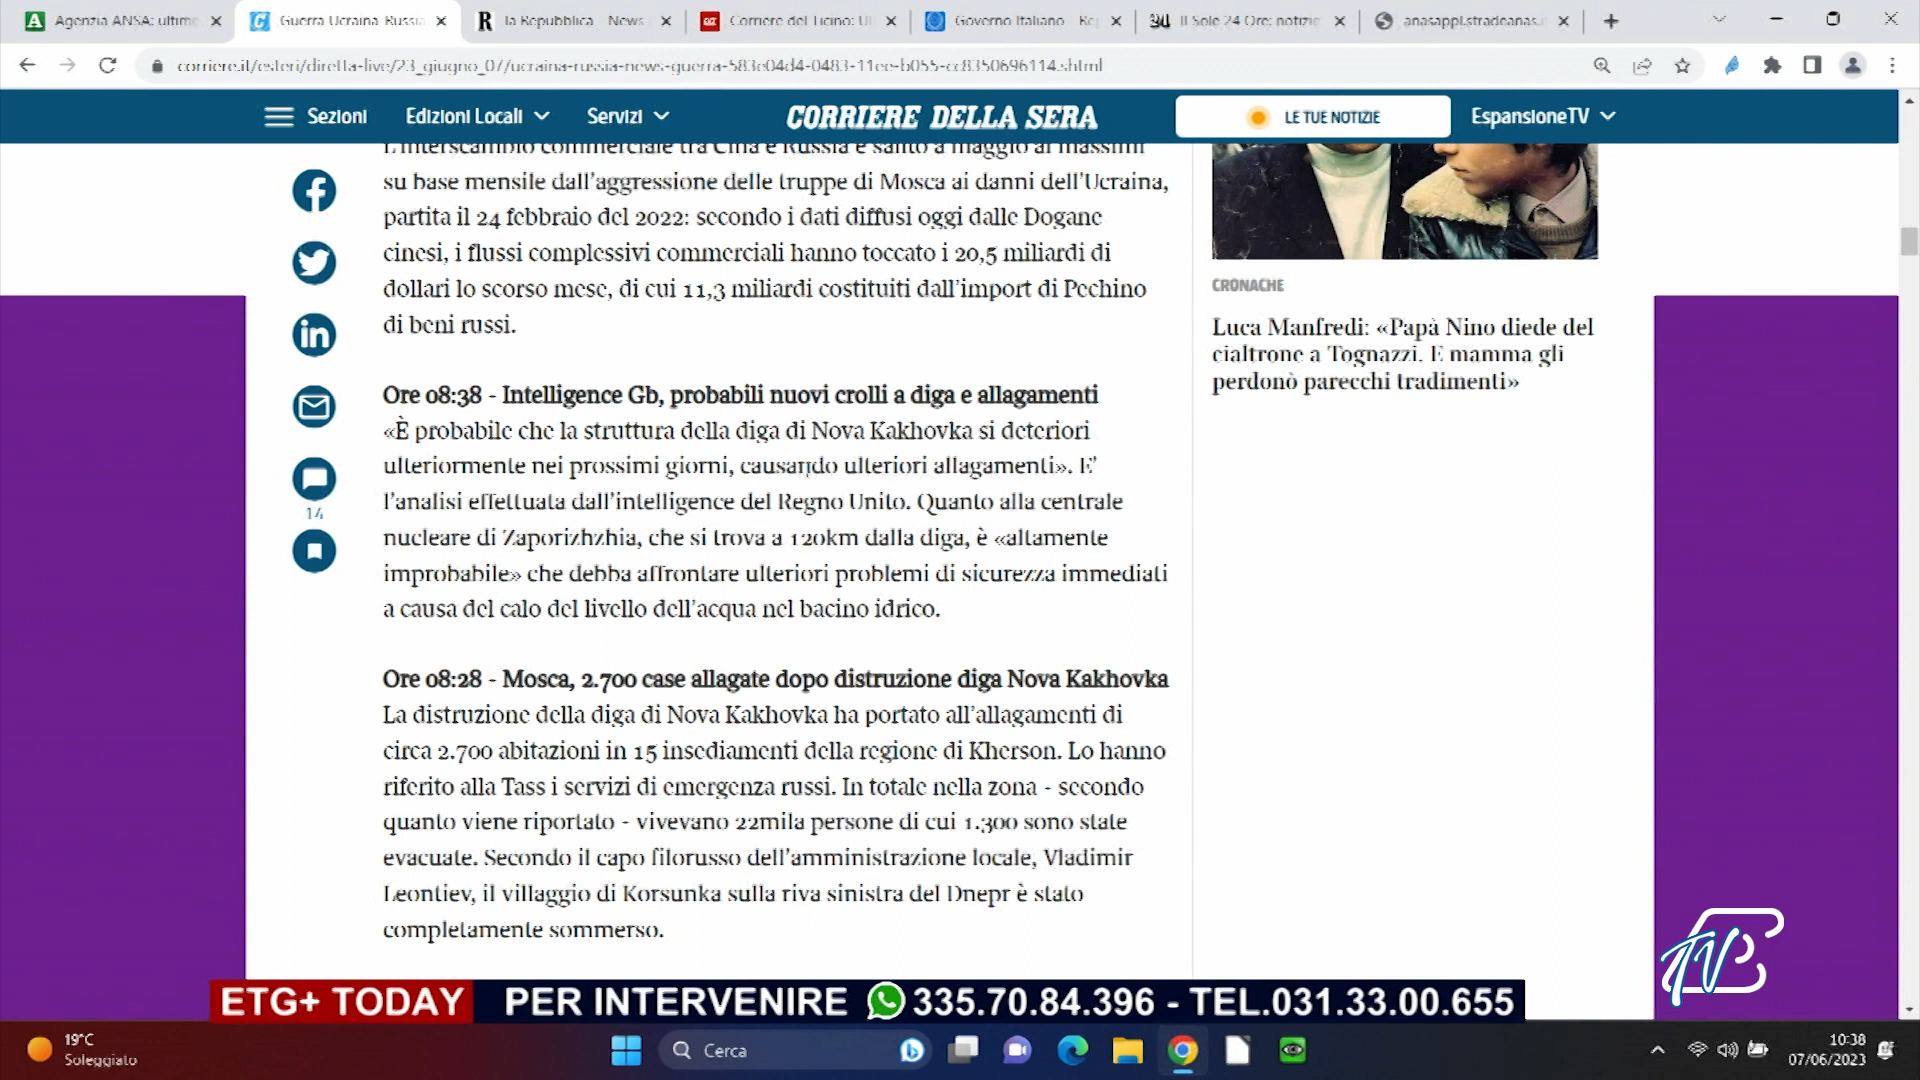 Agenzia ANSA: ultime
Guerra Ucraina Russia
la Repubblica - News
Corriere del Ticino: Ul
Governo Italiano - Re
Il Sole 24 Ore: notizie
anasappl.stradeanas.
corriere.it/esteri/diretta-live/23_giugno_07//ucraina-russia-news-guerra-583e04d4-0483-11ee-b055-cc8350696114.shtml
Sezioni
Edizioni Locali
Servizi
CORRIERE DELLA SERA
LE TUE NOTIZIE
EspansioneTV
L'interscambio commerciale tra Cina e Russia è salito a maggio ai massimi
su base mensile dall'aggressione delle truppe di Mosca ai danni dell'Ucraina,
partita il 24 febbraio del 2022: secondo i dati diffusi oggi dalle Dogane
cinesi, i flussi complessivi commerciali hanno toccato i 20,5 miliardi di
dollari lo scorso mese, di cui 11,3 miliardi costituiti dall'import di Pechino
di beni russi.
Ore 08:38 - Intelligence Gb, probabili nuovi crolli a diga e allagamenti
«È probabile che la struttura della diga di Nova Kakhovka si deteriori
ulteriormente nei prossimi giorni, causando ulteriori allagamenti». E'
l'analisi effettuata dall'intelligence del Regno Unito. Quanto alla centrale
nucleare di Zaporizhzhia, che si trova a 120km dalla diga, è «altamente
improbabile» che debba affrontare ulteriori problemi di sicurezza immediati
a causa del calo del livello dell'acqua nel bacino idrico.
Ore 08:28 - Mosca, 2.700 case allagate dopo distruzione diga Nova Kakhovka
La distruzione della diga di Nova Kakhovka ha portato all'allagamenti di
circa 2.700 abitazioni in 15 insediamenti della regione di Kherson. Lo hanno
riferito alla Tass i servizi di emergenza russi. In totale nella zona - secondo
quanto viene riportato - vivevano 22mila persone di cui 1.300 sono state
evacuate. Secondo il capo filorusso dell'amministrazione locale, Vladimir
Leontiev, il villaggio di Korsunka sulla riva sinistra del Dnepr è stato
completamente sommerso.
14
CRONACHE
Luca Manfredi: «Papà Nino diede del
cialtrone a Tognazzi. E mamma gli
perdonò parecchi tradimenti»
ETG+ TODAY
PER INTERVENIRE 335.70.84.396 - TEL.031.33.00.655
19°C
Soleggiato
Cerca
10:38
07/06/2023